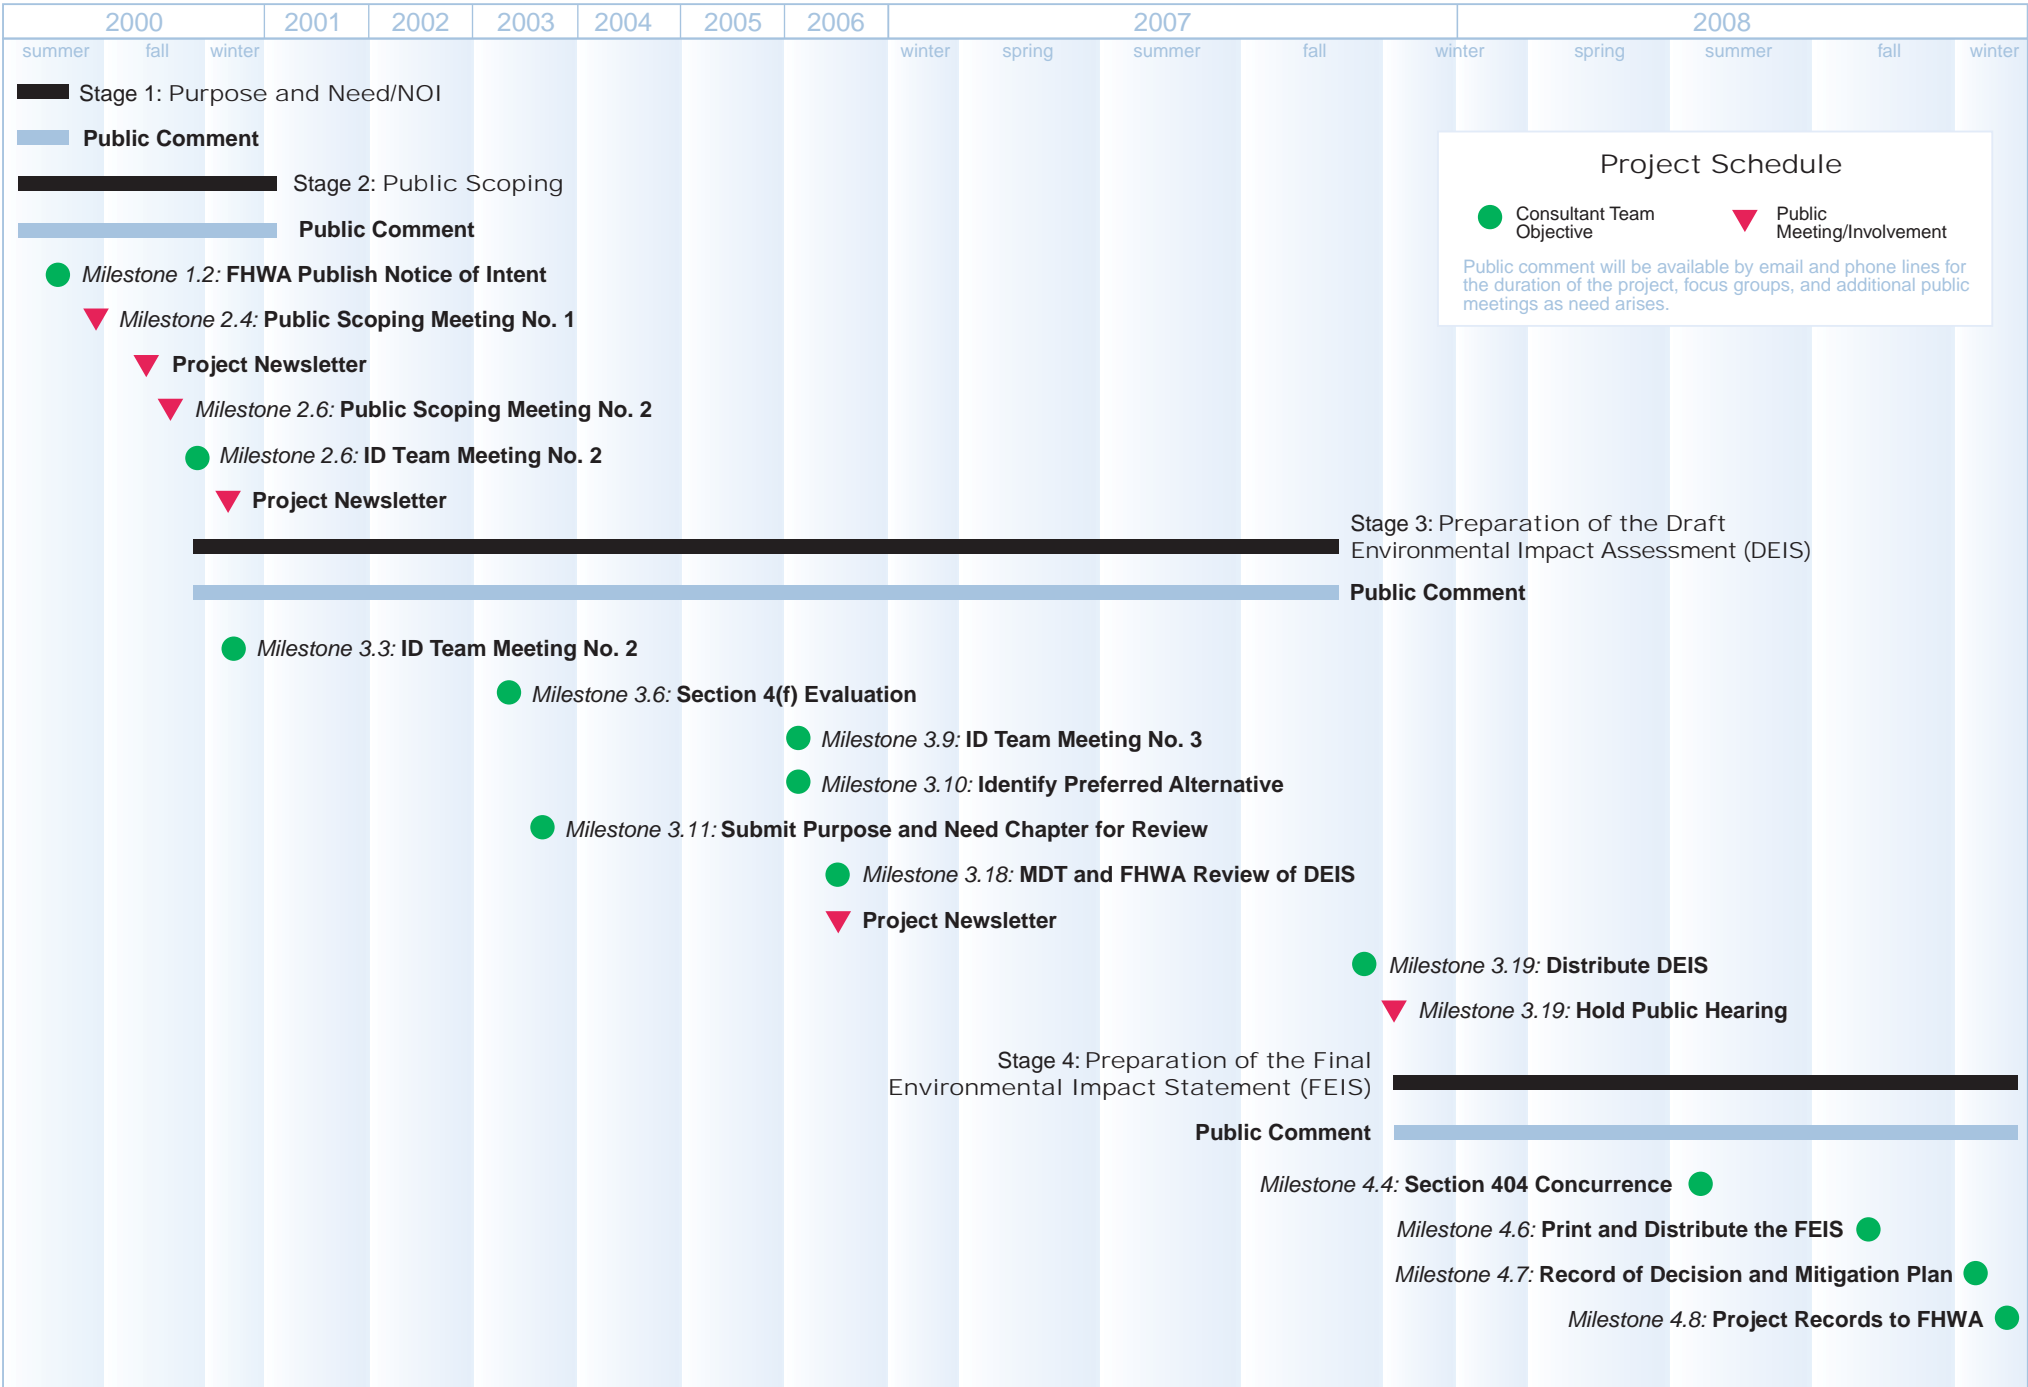 2000 2001 2002 2003 2004 2005 2006 2007 2008
summer fall winter winter spring summer fall winter spring summer fall winter
Stage 1: Purpose and Need/NOI
Public Comment
Stage 2: Public Scoping
Public Comment
Project Schedule
Consultant Team
Objective
Public
Meeting/Involvement
Public comment will be available by email and phone lines for
the duration of the project, focus groups, and additional public
meetings as need arises.
Milestone 1.2: FHWA Publish Notice of Intent
Milestone 2.4: Public Scoping Meeting No. 1
Project Newsletter
Milestone 2.6: Public Scoping Meeting No. 2
Milestone 2.6: ID Team Meeting No. 2
Project Newsletter
Stage 3: Preparation of the Draft
Environmental Impact Assessment (DEIS)
Public Comment
Milestone 3.3: ID Team Meeting No. 2
Milestone 3.6: Section 4(f) Evaluation
Milestone 3.9: ID Team Meeting No. 3
Milestone 3.10: Identify Preferred Alternative
Milestone 3.11: Submit Purpose and Need Chapter for Review
Milestone 3.18: MDT and FHWA Review of DEIS
Project Newsletter
Milestone 3.19: Distribute DEIS
Milestone 3.19: Hold Public Hearing
Stage 4: Preparation of the Final
Environmental Impact Statement (FEIS)
Public Comment
Milestone 4.4: Section 404 Concurrence
Milestone 4.6: Print and Distribute the FEIS
Milestone 4.7: Record of Decision and Mitigation Plan
Milestone 4.8: Project Records to FHWA